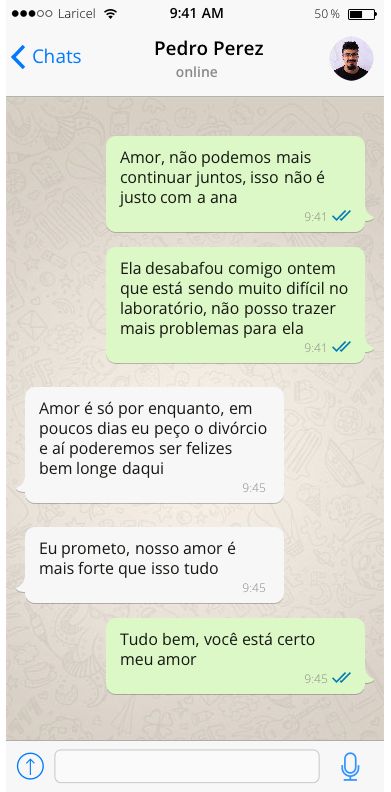 Laricel 9:41 AM 50 %
Chats Pedro Perez
online
Amor, não podemos mais
continuar juntos, isso não é
justo com a ana
9:41
Ela desabafou comigo ontem
que está sendo muito difícil no
laboratório, não posso trazer
mais problemas para ela
9:41
Amor é só por enquanto, em
poucos dias eu peço o divórcio
e aí poderemos ser felizes
bem longe daqui
9:45
Eu prometo, nosso amor é
mais forte que isso tudo
9:45
Tudo bem, você está certo
meu amor
9:45